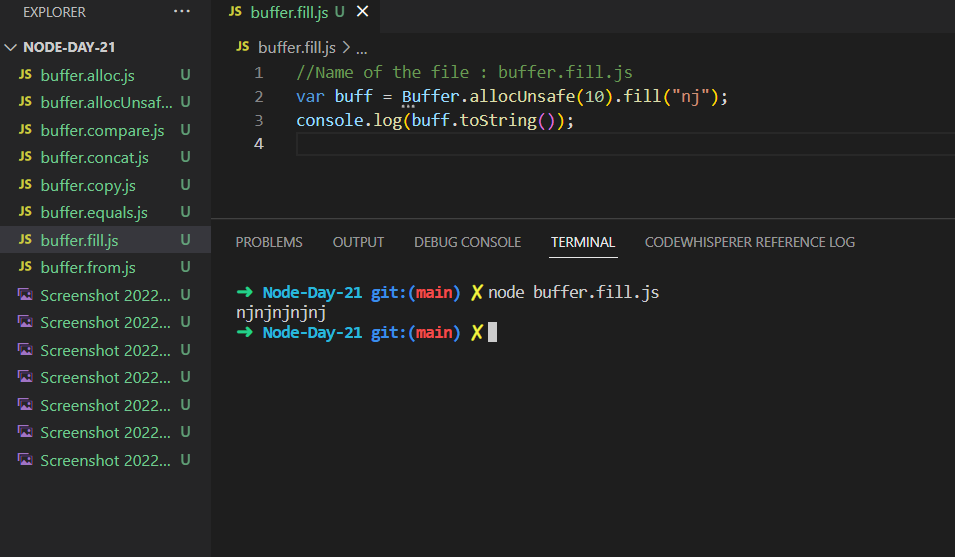 EXPLORER ...
NODE-DAY-21
JS buffer.alloc.js U
JS buffer.allocUnsaf... U
JS buffer.compare.js U
JS buffer.concat.js U
JS buffer.copy.js U
JS buffer.equals.js U
JS buffer.fill.js U
JS buffer.from.js U
Screenshot 2022... U
Screenshot 2022... U
Screenshot 2022... U
Screenshot 2022... U
Screenshot 2022... U
Screenshot 2022... U
Screenshot 2022... U
JS buffer.fill.js U
JS buffer.fill.js > ...
1 //Name of the file : buffer.fill.js
2 var buff = Buffer.allocUnsafe(10).fill("nj");
3 console.log(buff.toString());
4
PROBLEMS OUTPUT DEBUG CONSOLE TERMINAL CODEWHISPERER REFERENCE LOG
➜ Node-Day-21 git:(main) ✗ node buffer.fill.js
njnjnjnjnj
➜ Node-Day-21 git:(main) ✗